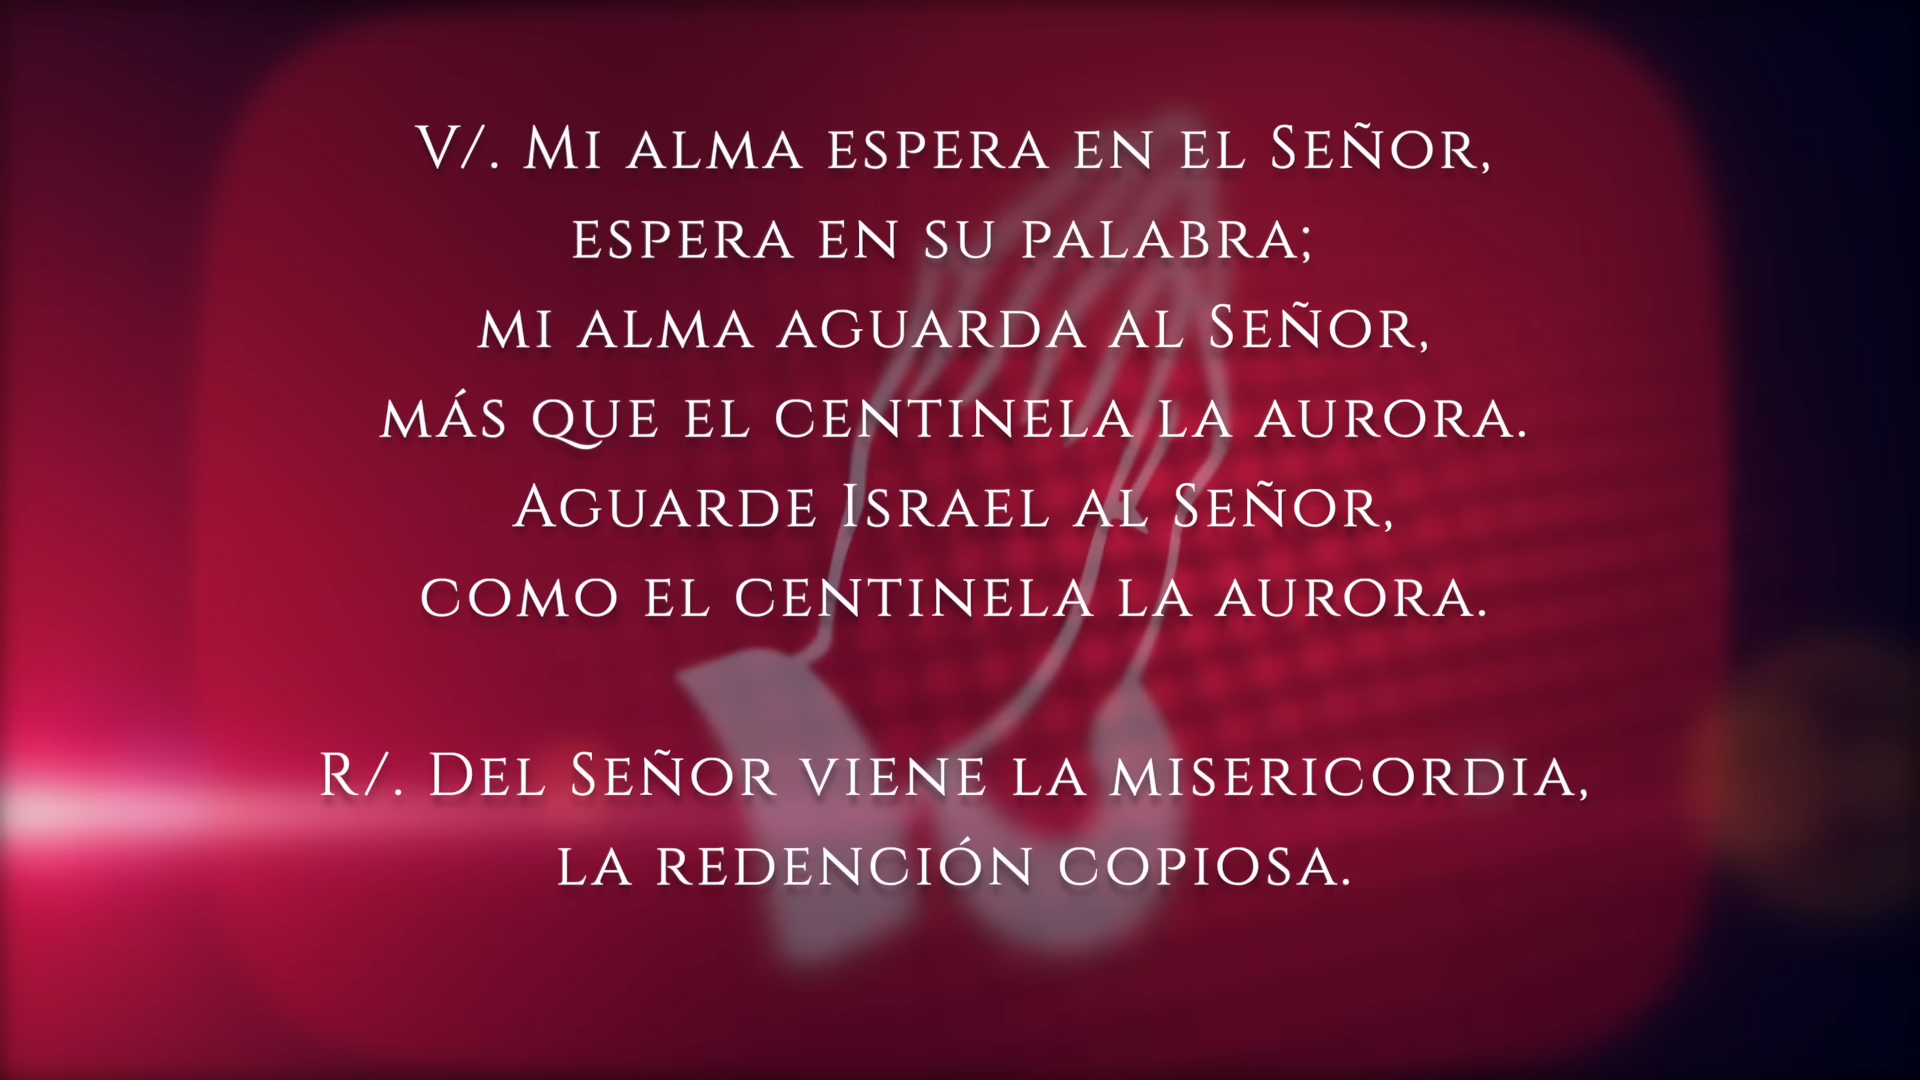 V/. Mi alma espera en el Señor,
espera en su palabra;
mi alma aguarda al Señor,
más que el centinela la aurora.
Aguarde Israel al Señor,
como el centinela la aurora.
R/. Del Señor viene la misericordia,
la redención copiosa.